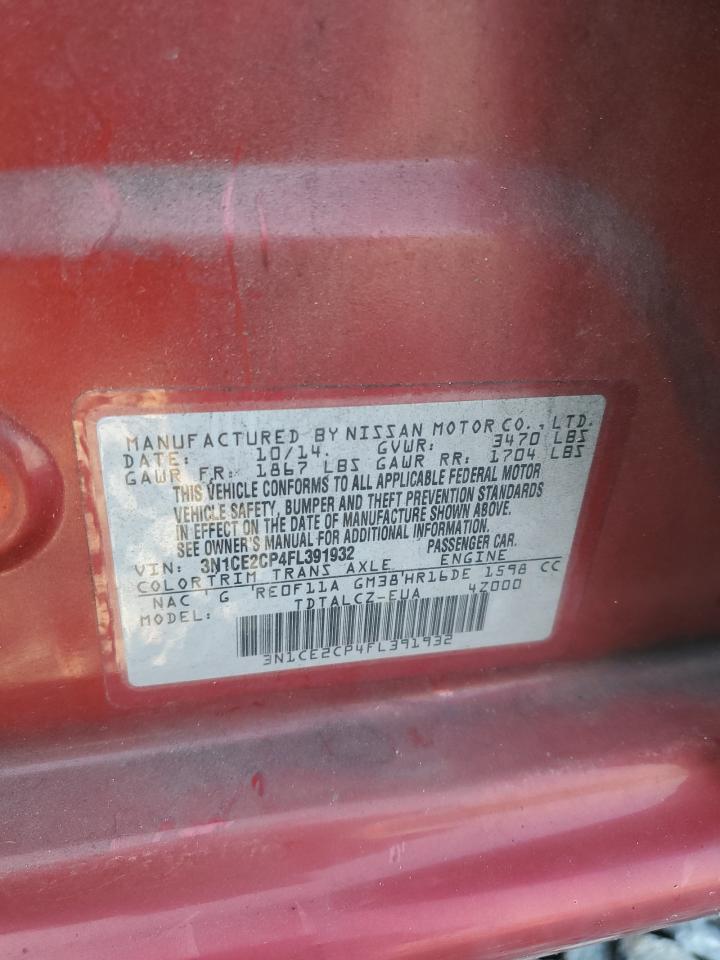 MANUFACTURED BY NISSAN MOTOR CO., LTD.
DATE: 10/14. GVWR: 3470 LBS
GAWR FR: 1867 LBS GAWR RR: 1704 LBS
THIS VEHICLE CONFORMS TO ALL APPLICABLE FEDERAL MOTOR
VEHICLE SAFETY, BUMPER AND THEFT PREVENTION STANDARDS
IN EFFECT ON THE DATE OF MANUFACTURE SHOWN ABOVE.
SEE OWNER'S MANUAL FOR ADDITIONAL INFORMATION.
VIN: 3N1CE2CP4FL391932 PASSENGER CAR.
COLOR TRIM TRANS AXLE ENGINE
NAC G RE0F11A GM38 HR16DE 1598 CC
MODEL: TDTALCZ-EUA 4Z000
3N1CE2CP4FL391932